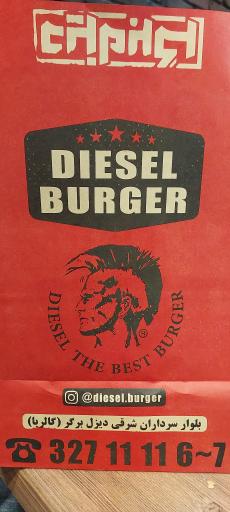 DIESEL
BURGER
DIESEL THE BEST BURGER
®
@diesel.burger
بلوار سرداران شرقی دیزل برگر (گالریا)
327 11 11 6~7